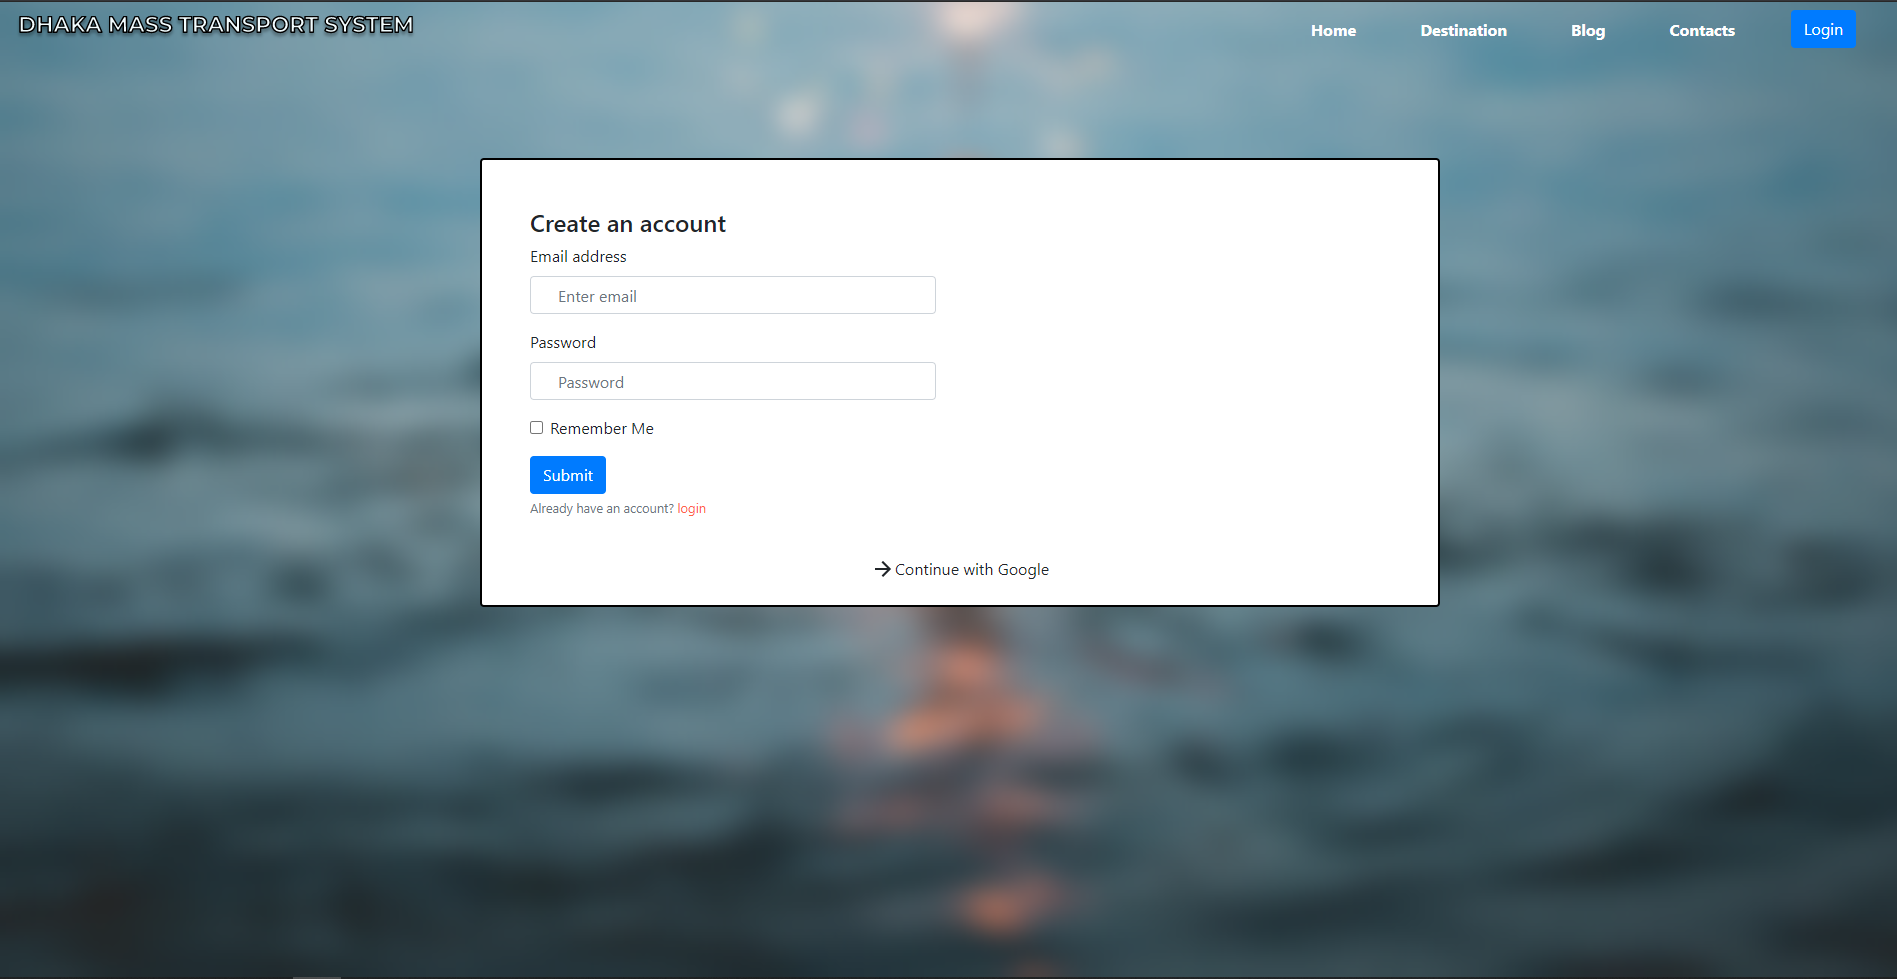 DHAKA MASS TRANSPORT SYSTEM
Home Destination Blog Contacts Login
Create an account
Email address
Enter email
Password
Password
Remember Me
Submit
Already have an account? login
Continue with Google